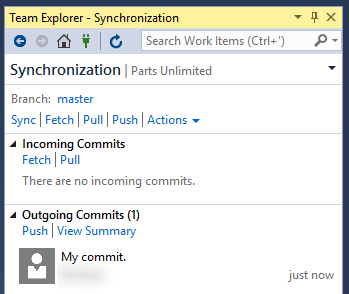 Team Explorer - Synchronization
Search Work Items (Ctrl+')
Synchronization | Parts Unlimited
Branch: master
Sync | Fetch | Pull | Push | Actions
Incoming Commits
Fetch | Pull
There are no incoming commits.
Outgoing Commits (1)
Push | View Summary
My commit.
just now